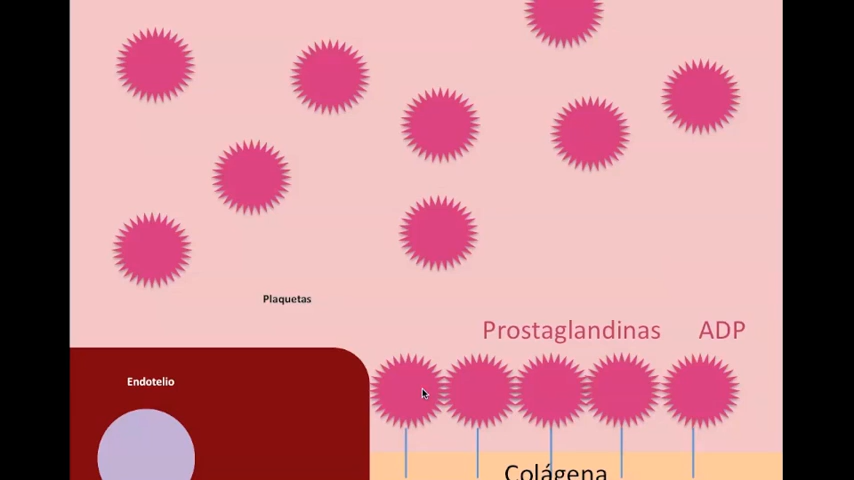 Plaquetas
Prostaglandinas ADP
Endotelio
Colágena